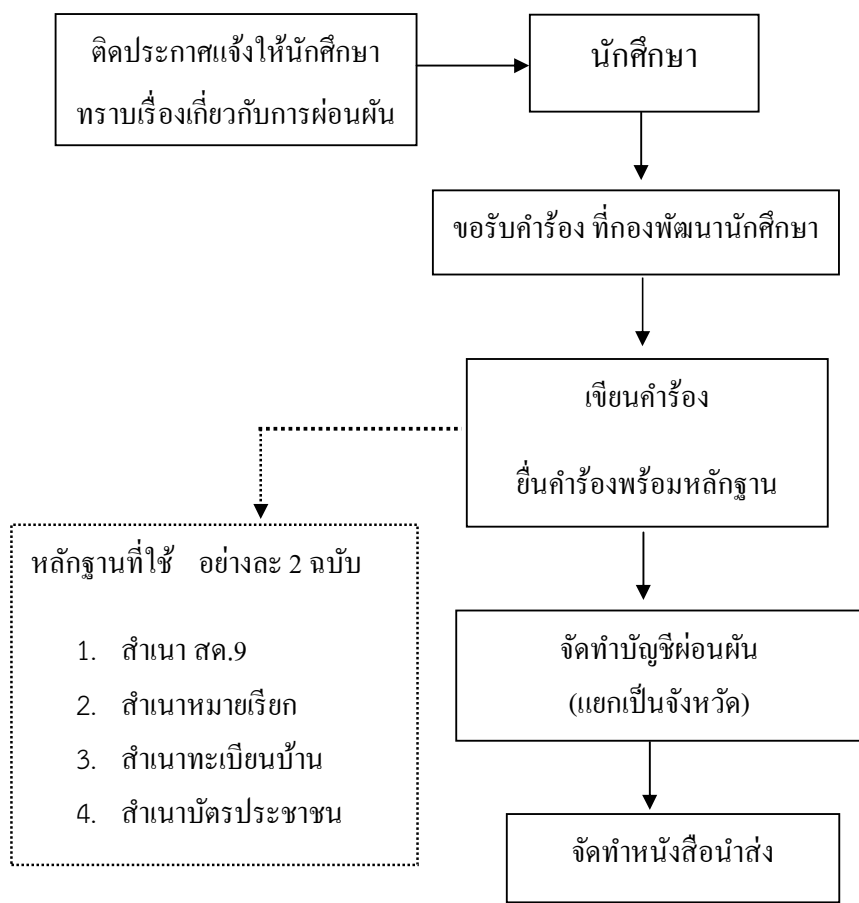 ติดประกาศแจ้งให้นักศึกษา
ทราบเรื่องเกี่ยวกับการผ่อนผัน
นักศึกษา
ขอรับคำร้อง ที่กองพัฒนานักศึกษา
เขียนคำร้อง
ยื่นคำร้องพร้อมหลักฐาน
หลักฐานที่ใช้ อย่างละ 2 ฉบับ
1. สำเนา สด.9
2. สำเนาหมายเรียก
3. สำเนาทะเบียนบ้าน
4. สำเนาบัตรประชาชน
จัดทำบัญชีผ่อนผัน
(แยกเป็นจังหวัด)
จัดทำหนังสือนำส่ง